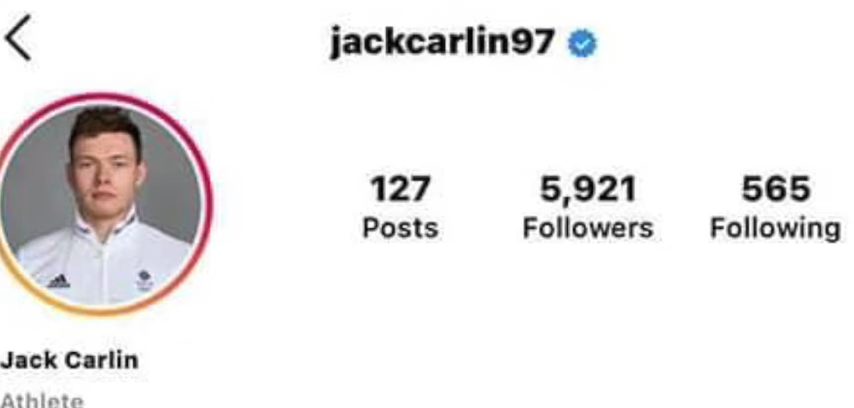 jackcarlin97
127 5,921 565
Posts Followers Following
Jack Carlin
Athlete